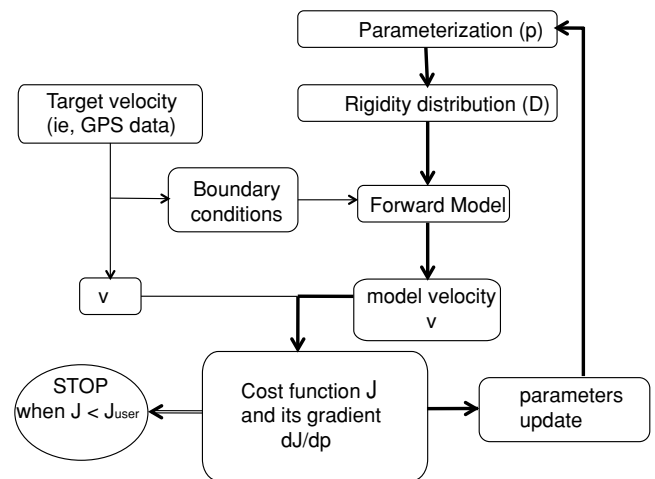 Parameterization (p)
Target velocity
(ie, GPS data)
Rigidity distribution (D)
Boundary
conditions
Forward Model
v
model velocity
v
STOP
when J < Juser
Cost function J
and its gradient
dJ/dp
parameters
update